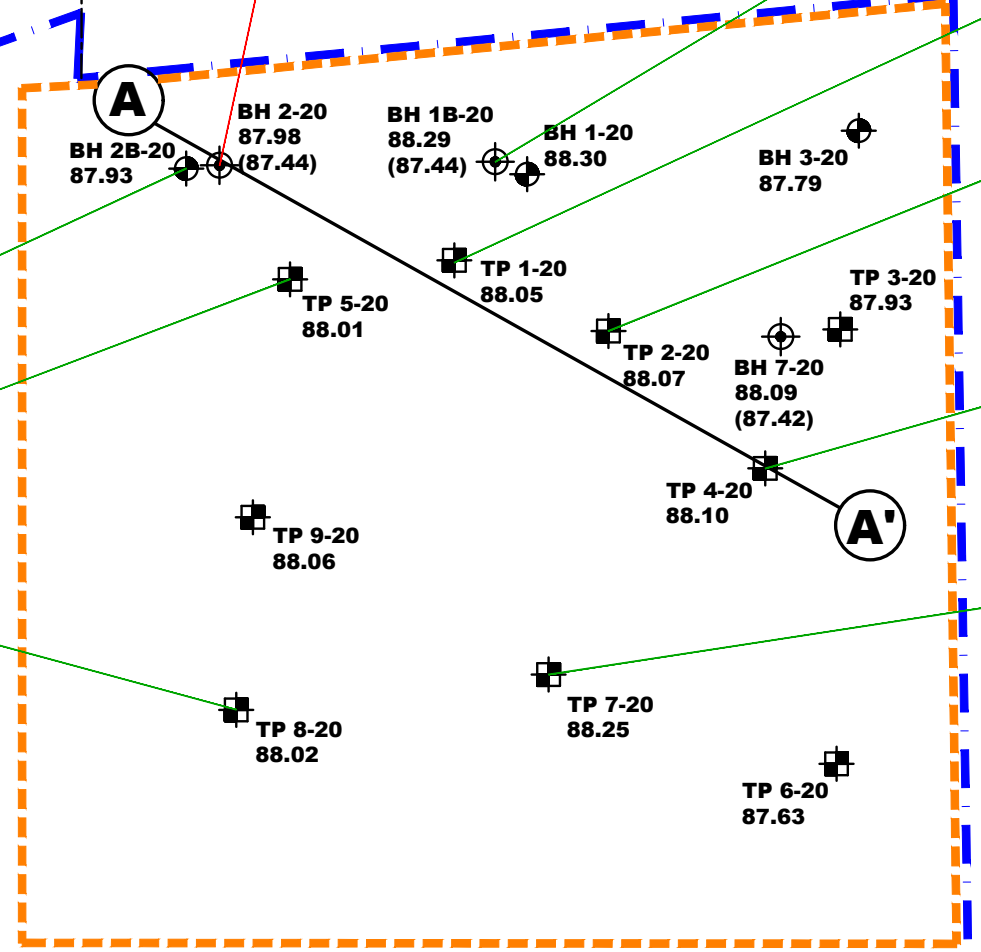 A
BH 2-20
87.98
(87.44)
BH 2B-20
87.93
BH 1B-20
88.29
(87.44)
BH 1-20
88.30
BH 3-20
87.79
TP 1-20
88.05
TP 5-20
88.01
TP 3-20
87.93
TP 2-20
88.07
BH 7-20
88.09
(87.42)
TP 4-20
88.10
A'
TP 9-20
88.06
TP 7-20
88.25
TP 8-20
88.02
TP 6-20
87.63